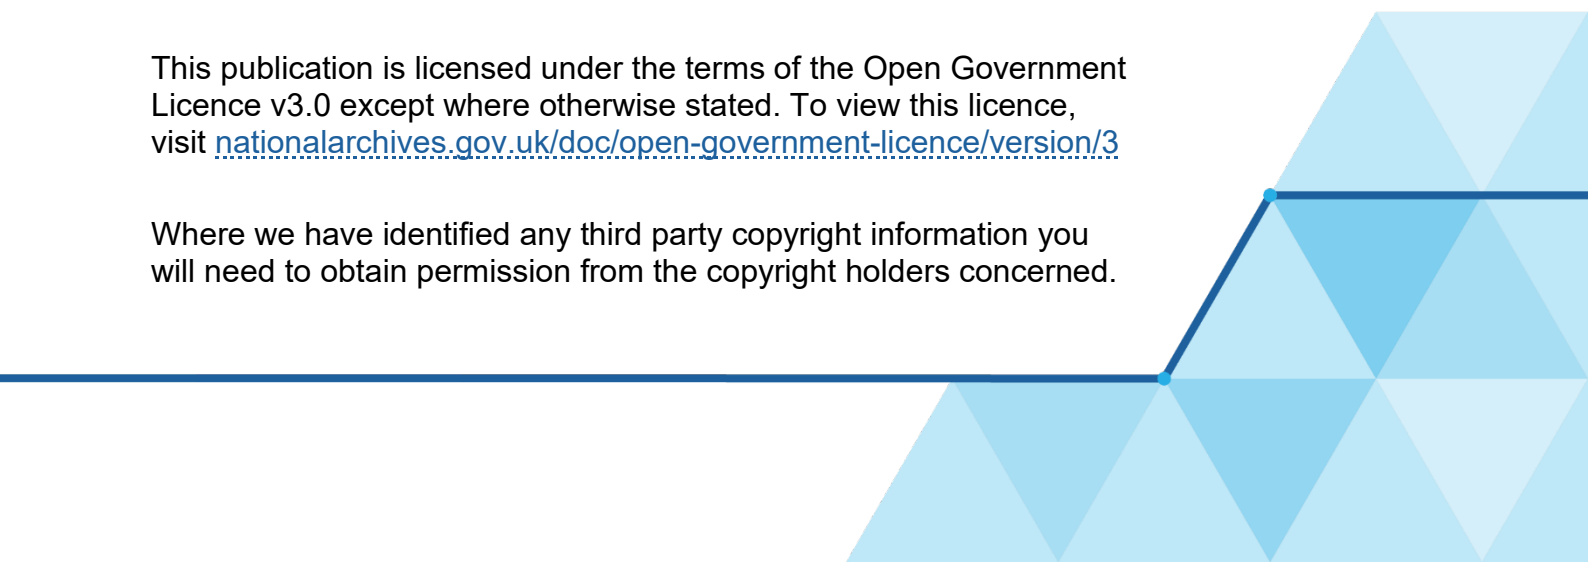 This publication is licensed under the terms of the Open Government
Licence v3.0 except where otherwise stated. To view this licence,
visit nationalarchives.gov.uk/doc/open-government-licence/version/3
Where we have identified any third party copyright information you
will need to obtain permission from the copyright holders concerned.